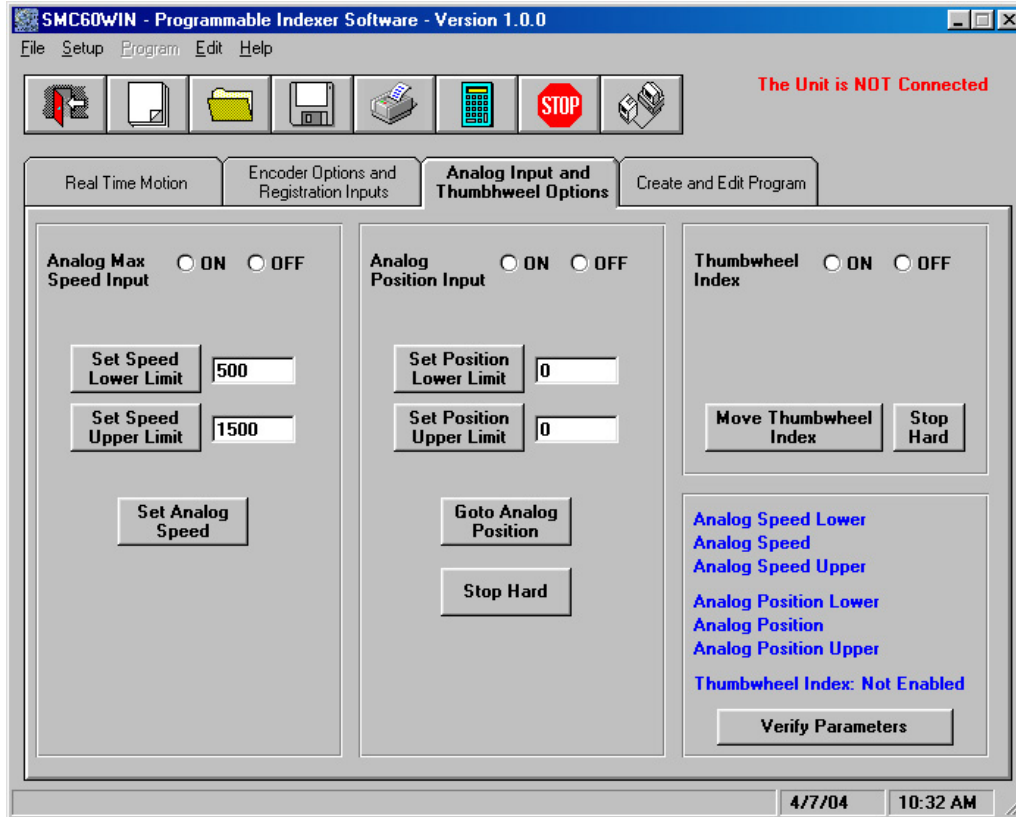 SMC60WIN - Programmable Indexer Software - Version 1.0.0
File Setup Program Edit Help
STOP
The Unit is NOT Connected
Real Time Motion
Encoder Options and
Registration Inputs
Analog Input and
Thumbhweel Options
Create and Edit Program
Analog Max
Speed Input
ON OFF
Set Speed
Lower Limit
500
Set Speed
Upper Limit
1500
Set Analog
Speed
Analog
Position Input
ON OFF
Set Position
Lower Limit
0
Set Position
Upper Limit
0
Goto Analog
Position
Stop Hard
Thumbwheel
Index
ON OFF
Move Thumbwheel
Index
Stop
Hard
Analog Speed Lower
Analog Speed
Analog Speed Upper
Analog Position Lower
Analog Position
Analog Position Upper
Thumbwheel Index: Not Enabled
Verify Parameters
4/7/04
10:32 AM